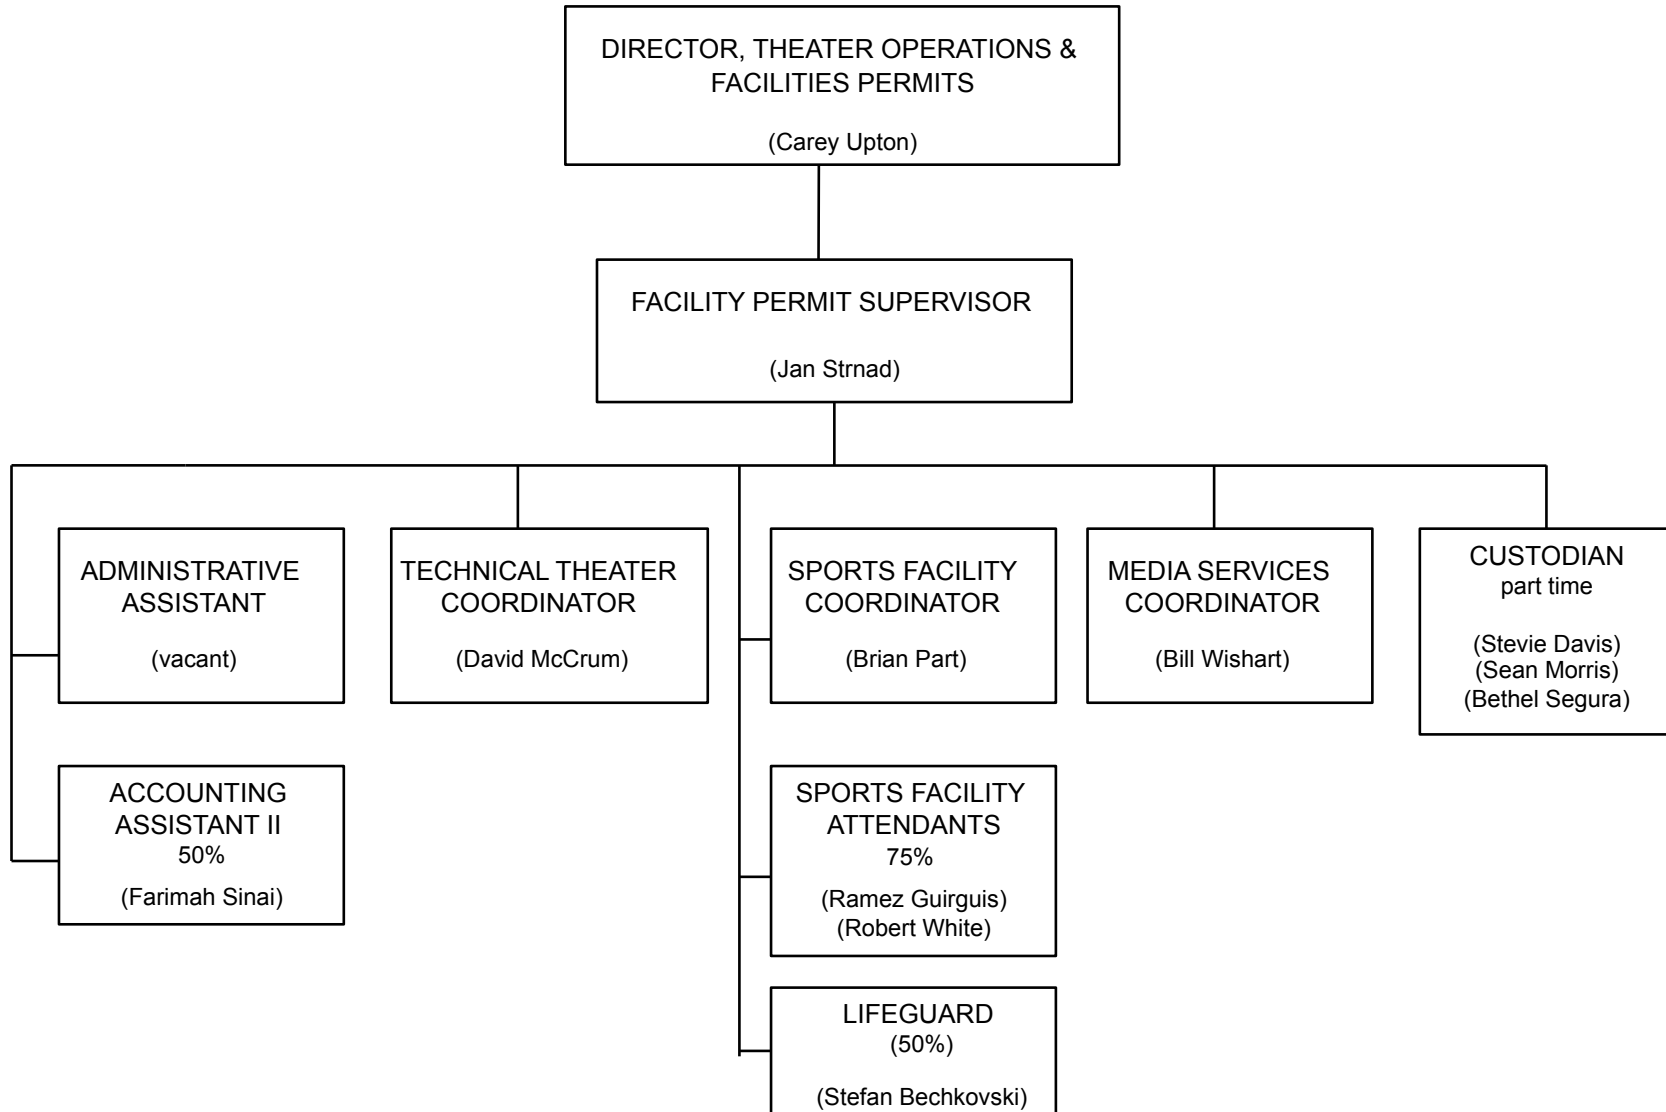 DIRECTOR, THEATER OPERATIONS &
FACILITIES PERMITS
(Carey Upton)
FACILITY PERMIT SUPERVISOR
(Jan Strnad)
ADMINISTRATIVE
ASSISTANT
(vacant)
TECHNICAL THEATER
COORDINATOR
(David McCrum)
SPORTS FACILITY
COORDINATOR
(Brian Part)
MEDIA SERVICES
COORDINATOR
(Bill Wishart)
CUSTODIAN
part time
(Stevie Davis)
(Sean Morris)
(Bethel Segura)
ACCOUNTING
ASSISTANT II
50%
(Farimah Sinai)
SPORTS FACILITY
ATTENDANTS
75%
(Ramez Guirguis)
(Robert White)
LIFEGUARD
(50%)
(Stefan Bechkovski)